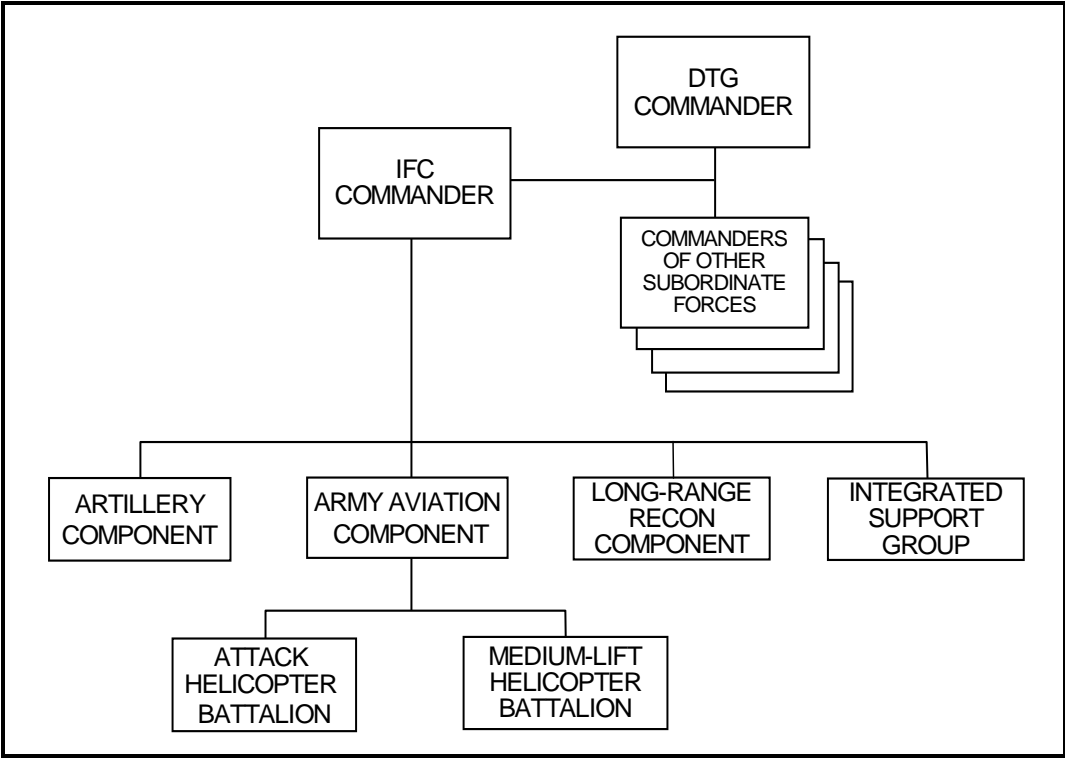 DTG
COMMANDER
IFC
COMMANDER
COMMANDERS
OF OTHER
SUBORDINATE
FORCES
ARTILLERY
COMPONENT
ARMY AVIATION
COMPONENT
LONG-RANGE
RECON
COMPONENT
INTEGRATED
SUPPORT
GROUP
ATTACK
HELICOPTER
BATTALION
MEDIUM-LIFT
HELICOPTER
BATTALION